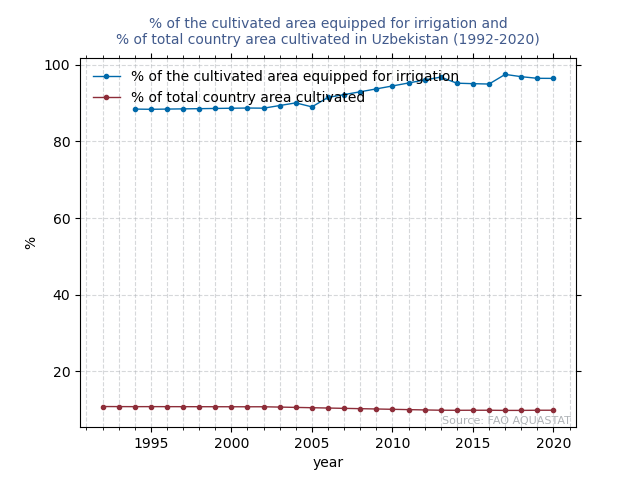 % of the cultivated area equipped for irrigation and
% of total country area cultivated in Uzbekistan (1992-2020)
% of the cultivated area equipped for irrigation
% of total country area cultivated
100
80
60
40
20
%
1995 2000 2005 2010 2015 2020
year
Source: FAO AQUASTAT